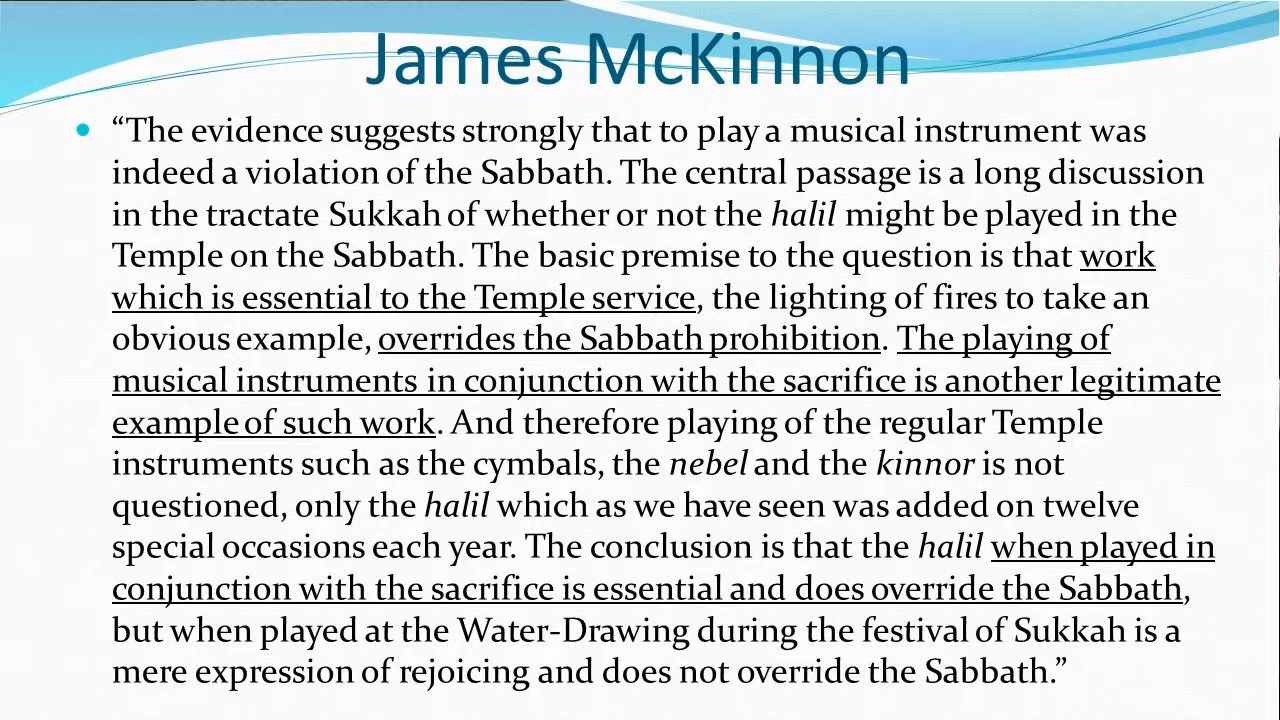 James McKinnon
• “The evidence suggests strongly that to play a musical instrument was
indeed a violation of the Sabbath. The central passage is a long discussion
in the tractate Sukkah of whether or not the halil might be played in the
Temple on the Sabbath. The basic premise to the question is that work
which is essential to the Temple service, the lighting of fires to take an
obvious example, overrides the Sabbath prohibition. The playing of
musical instruments in conjunction with the sacrifice is another legitimate
example of such work. And therefore playing of the regular Temple
instruments such as the cymbals, the nebel and the kinnor is not
questioned, only the halil which as we have seen was added on twelve
special occasions each year. The conclusion is that the halil when played in
conjunction with the sacrifice is essential and does override the Sabbath,
but when played at the Water-Drawing during the festival of Sukkah is a
mere expression of rejoicing and does not override the Sabbath.”